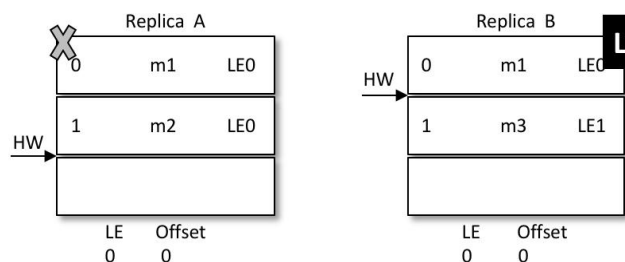 Replica A
0 m1 LE0
1 m2 LE0
HW
LE Offset
0 0
Replica B
L
0 m1 LE0
HW
1 m3 LE1
LE Offset
0 0